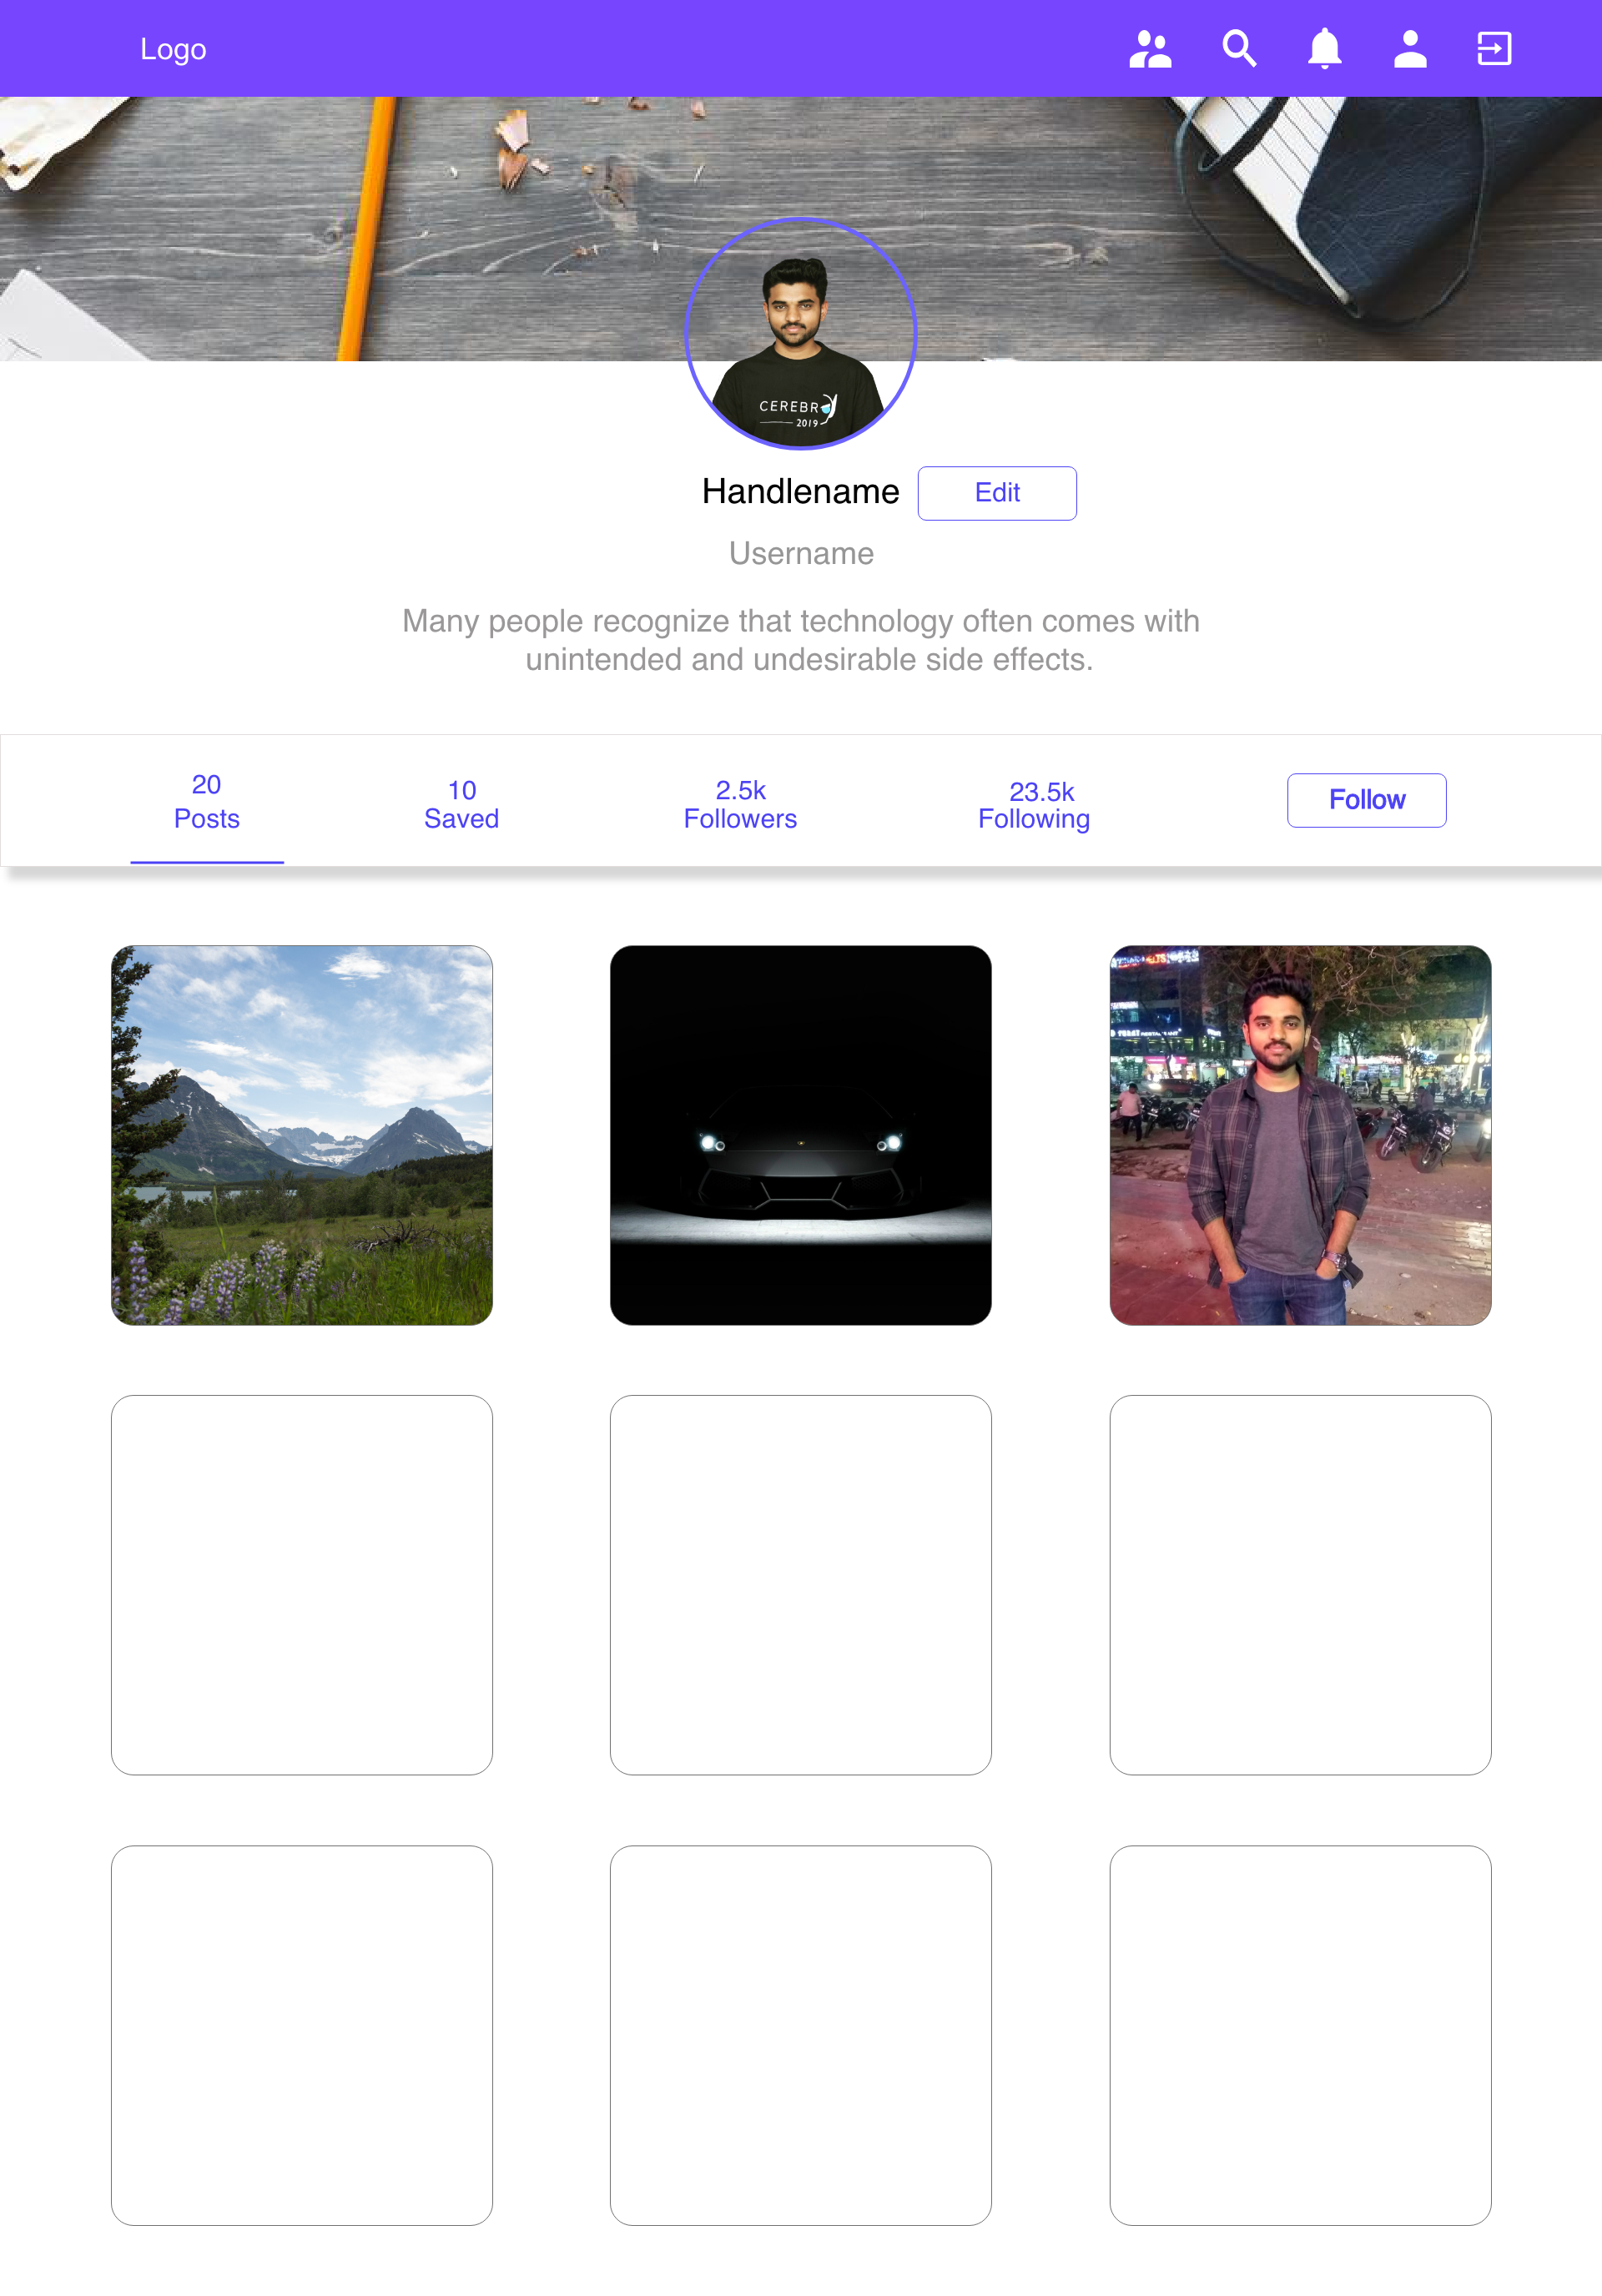 Logo
CEREBR
2019
Handlename
Edit
Username
Many people recognize that technology often comes with
unintended and undesirable side effects.
20
Posts
10
Saved
2.5k
Followers
23.5k
Following
Follow